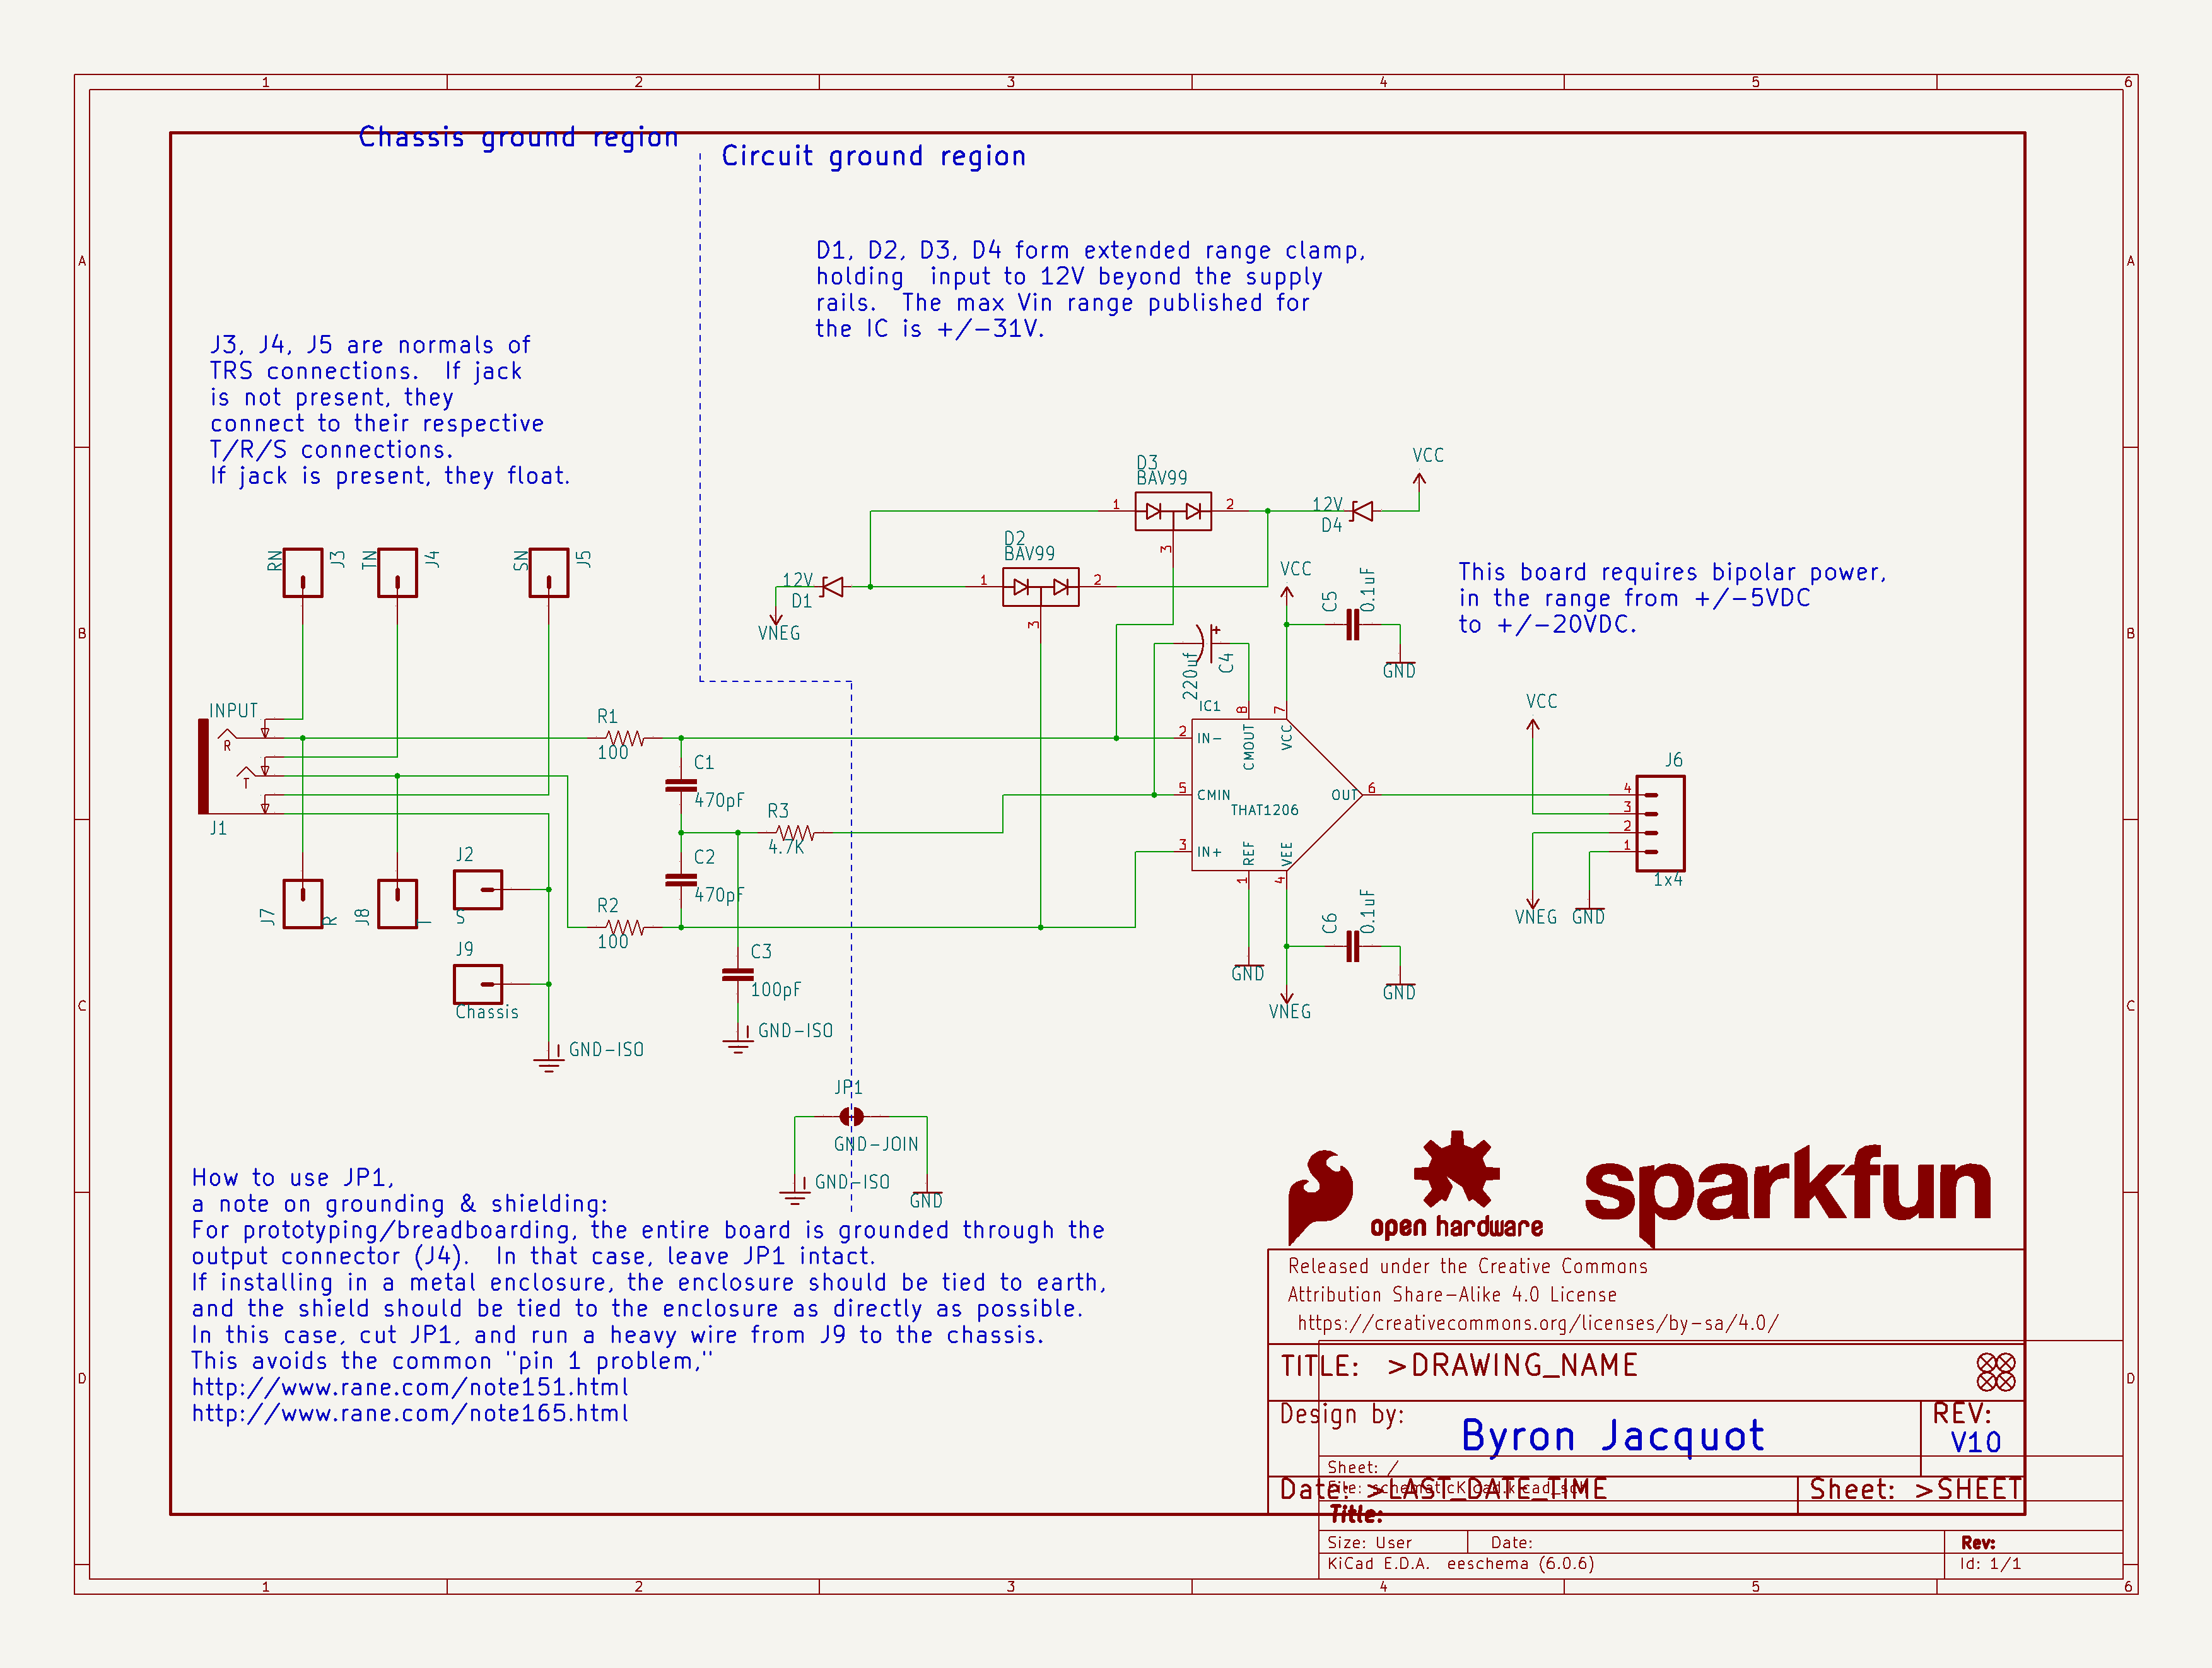 1 2 3 4 5 6
A
B
C
D
A
B
C
D
Chassis ground region
Circuit ground region
D1, D2, D3, D4 form extended range clamp,
holding  input to 12V beyond the supply
rails.  The max Vin range published for
the IC is +/-31V.
J3, J4, J5 are normals of
TRS connections.  If jack
is not present, they
connect to their respective
T/R/S connections.
If jack is present, they float.
D3
BAV99
1
2
3
12V
D4
VCC
D2
BAV99
1
2
3
12V
D1
VNEG
RN
J3
TN
J4
SN
J5
VCC
C5
0.1uF
GND
This board requires bipolar power,
in the range from +/-5VDC
to +/-20VDC.
+
220uf
C4
INPUT
R
T
J1
R1
100
C1
470pF
R3
4.7K
C2
470pF
R2
100
C3
100pF
GND-ISO
IC1
8
7
2
IN-
CMOUT
VCC
5
CMIN
THAT1206
OUT
6
3
IN+
REF
VEE
1
4
GND
VNEG
C6
0.1uF
GND
VCC
J6
4
3
2
1
1x4
VNEG
GND
J7
R
J8
T
J2
S
J9
Chassis
GND-ISO
JP1
GND-JOIN
GND-ISO
GND
How to use JP1,
a note on grounding & shielding:
For prototyping/breadboarding, the entire board is grounded through the
output connector (J4).  In that case, leave JP1 intact.
If installing in a metal enclosure, the enclosure should be tied to earth,
and the shield should be tied to the enclosure as directly as possible.
In this case, cut JP1, and run a heavy wire from J9 to the chassis.
This avoids the common "pin 1 problem,"
http://www.rane.com/note151.html
http://www.rane.com/note165.html
open hardware
sparkfun
Released under the Creative Commons
Attribution Share-Alike 4.0 License
https://creativecommons.org/licenses/by-sa/4.0/
TITLE: >DRAWING_NAME
Design by:
Byron Jacquot
REV:
V10
Sheet: /
File: schematicKicad.kicad_sch
Date: >LAST_DATE_TIME
Sheet: >SHEET
Title:
Size: User
Date:
Rev:
KiCad E.D.A.  eeschema (6.0.6)
Id: 1/1
1 2 3 4 5 6